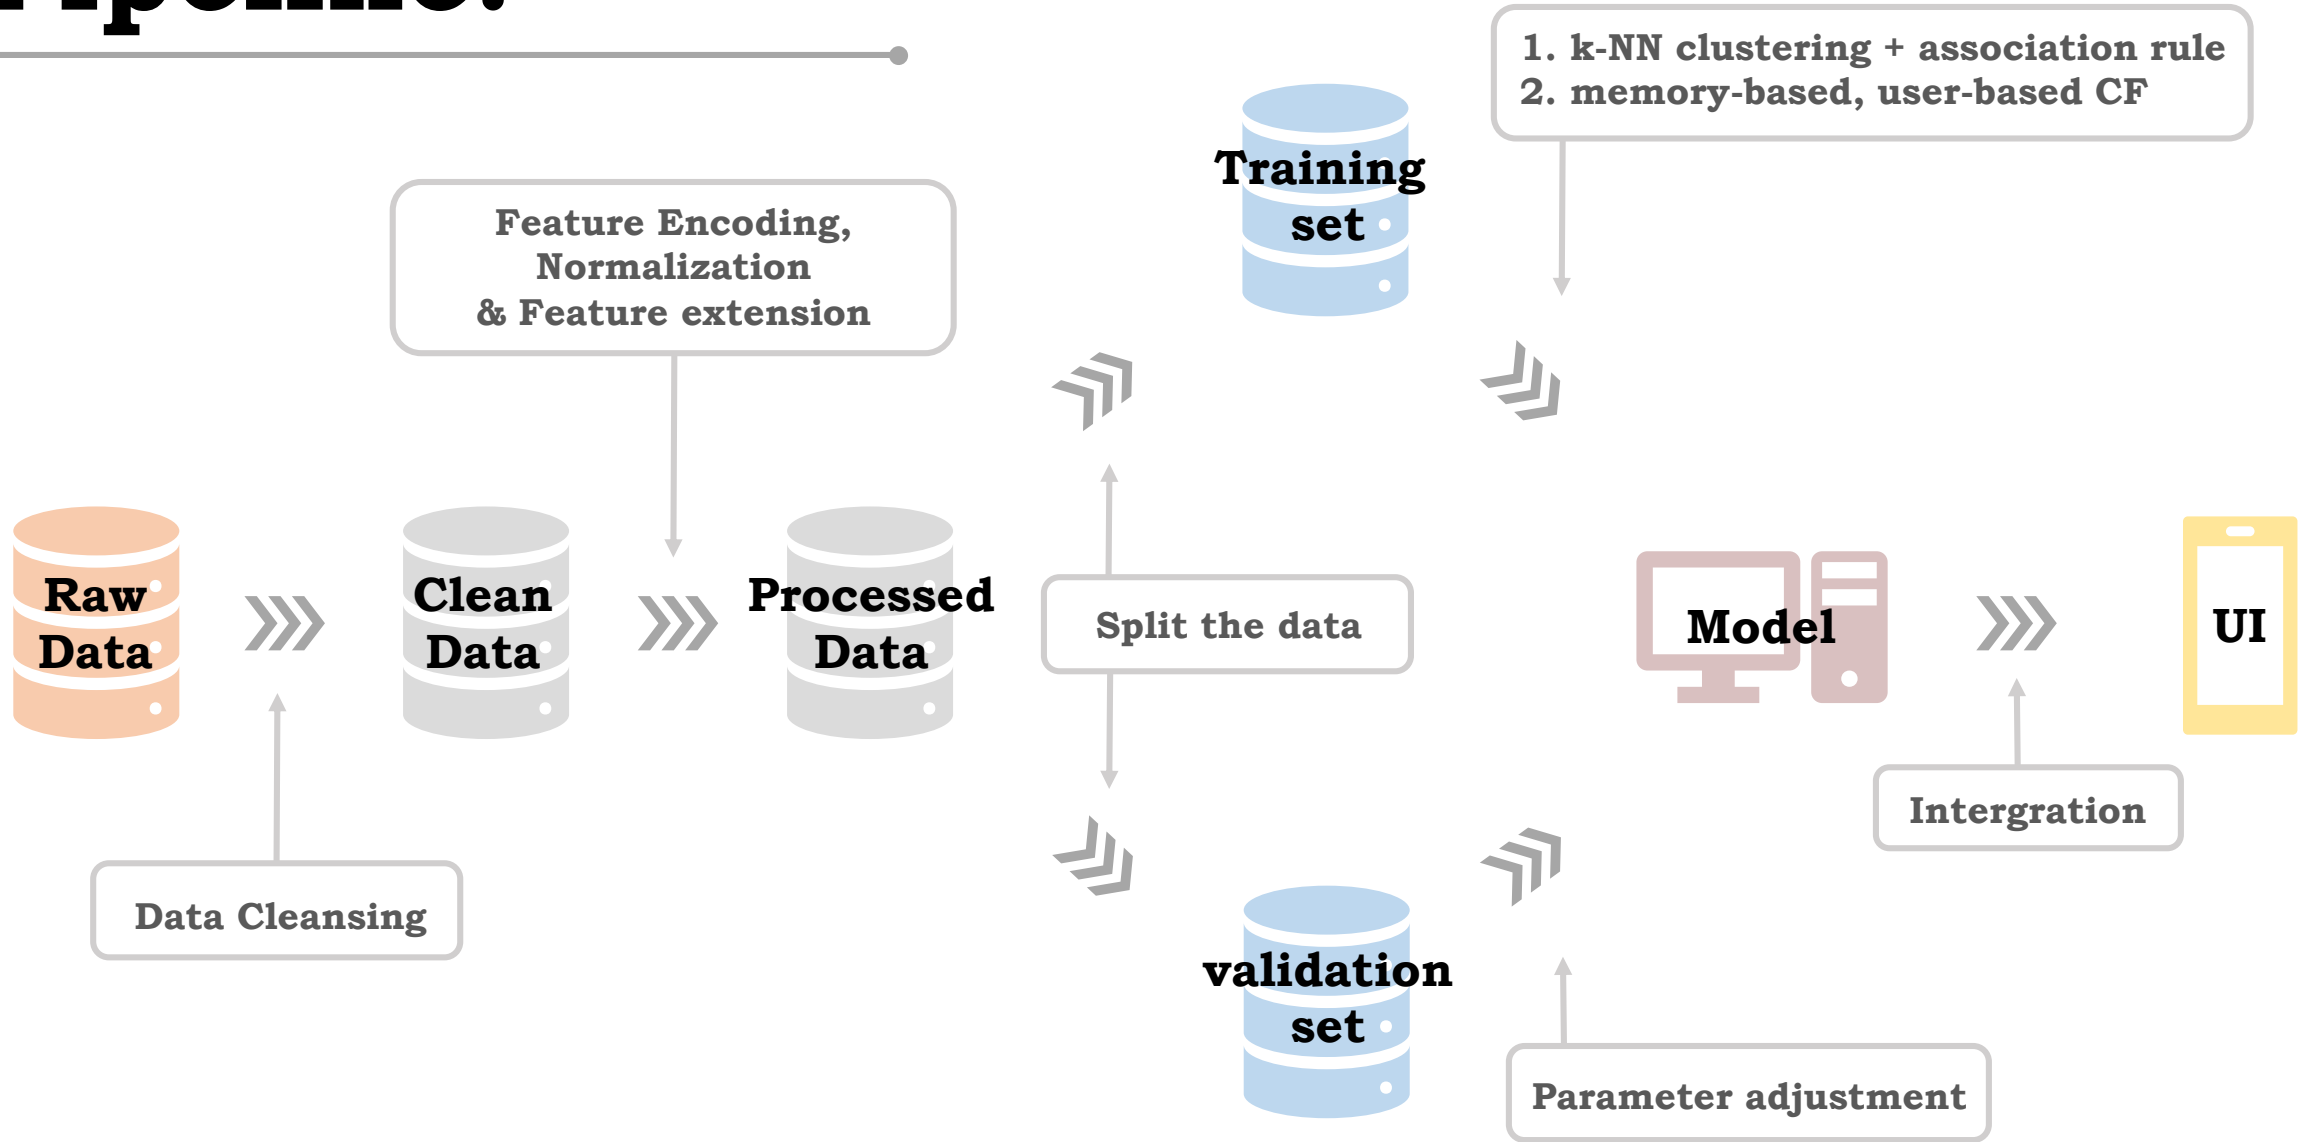 1. k-NN clustering + association rule
2. memory-based, user-based CF
Training
set
Feature Encoding,
Normalization
& Feature extension
Raw
Data
Clean
Data
Processed
Data
Split the data
Model
UI
Intergration
Data Cleansing
validation
set
Parameter adjustment